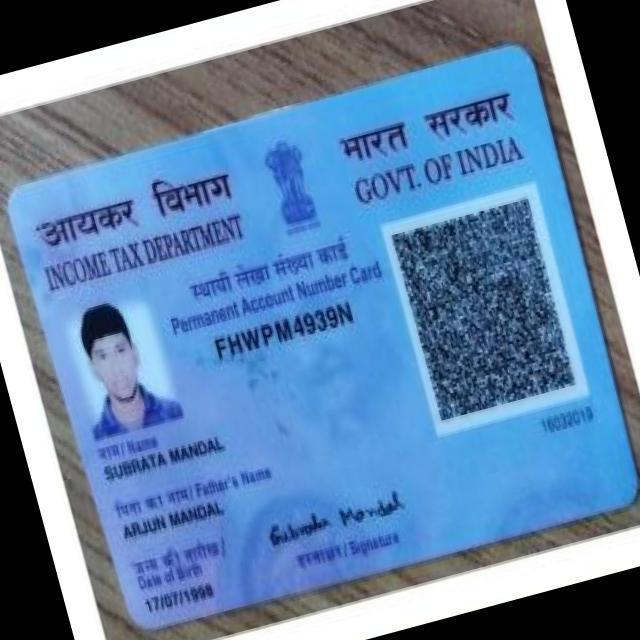 आयकर विभाग
INCOME TAX DEPARTMENT
भारत सरकार
GOVT. OF INDIA
स्थायी लेखा संख्या कार्ड
Permanent Account Number Card
FHWPM4939N
नाम / Name
SUBRATA MANDAL
पिता का नाम / Father's Name
ARJUN MANDAL
जन्म की तारीख /
Date of Birth
17/07/1998
Subrata Mandal
हस्ताक्षर / Signature
16032019